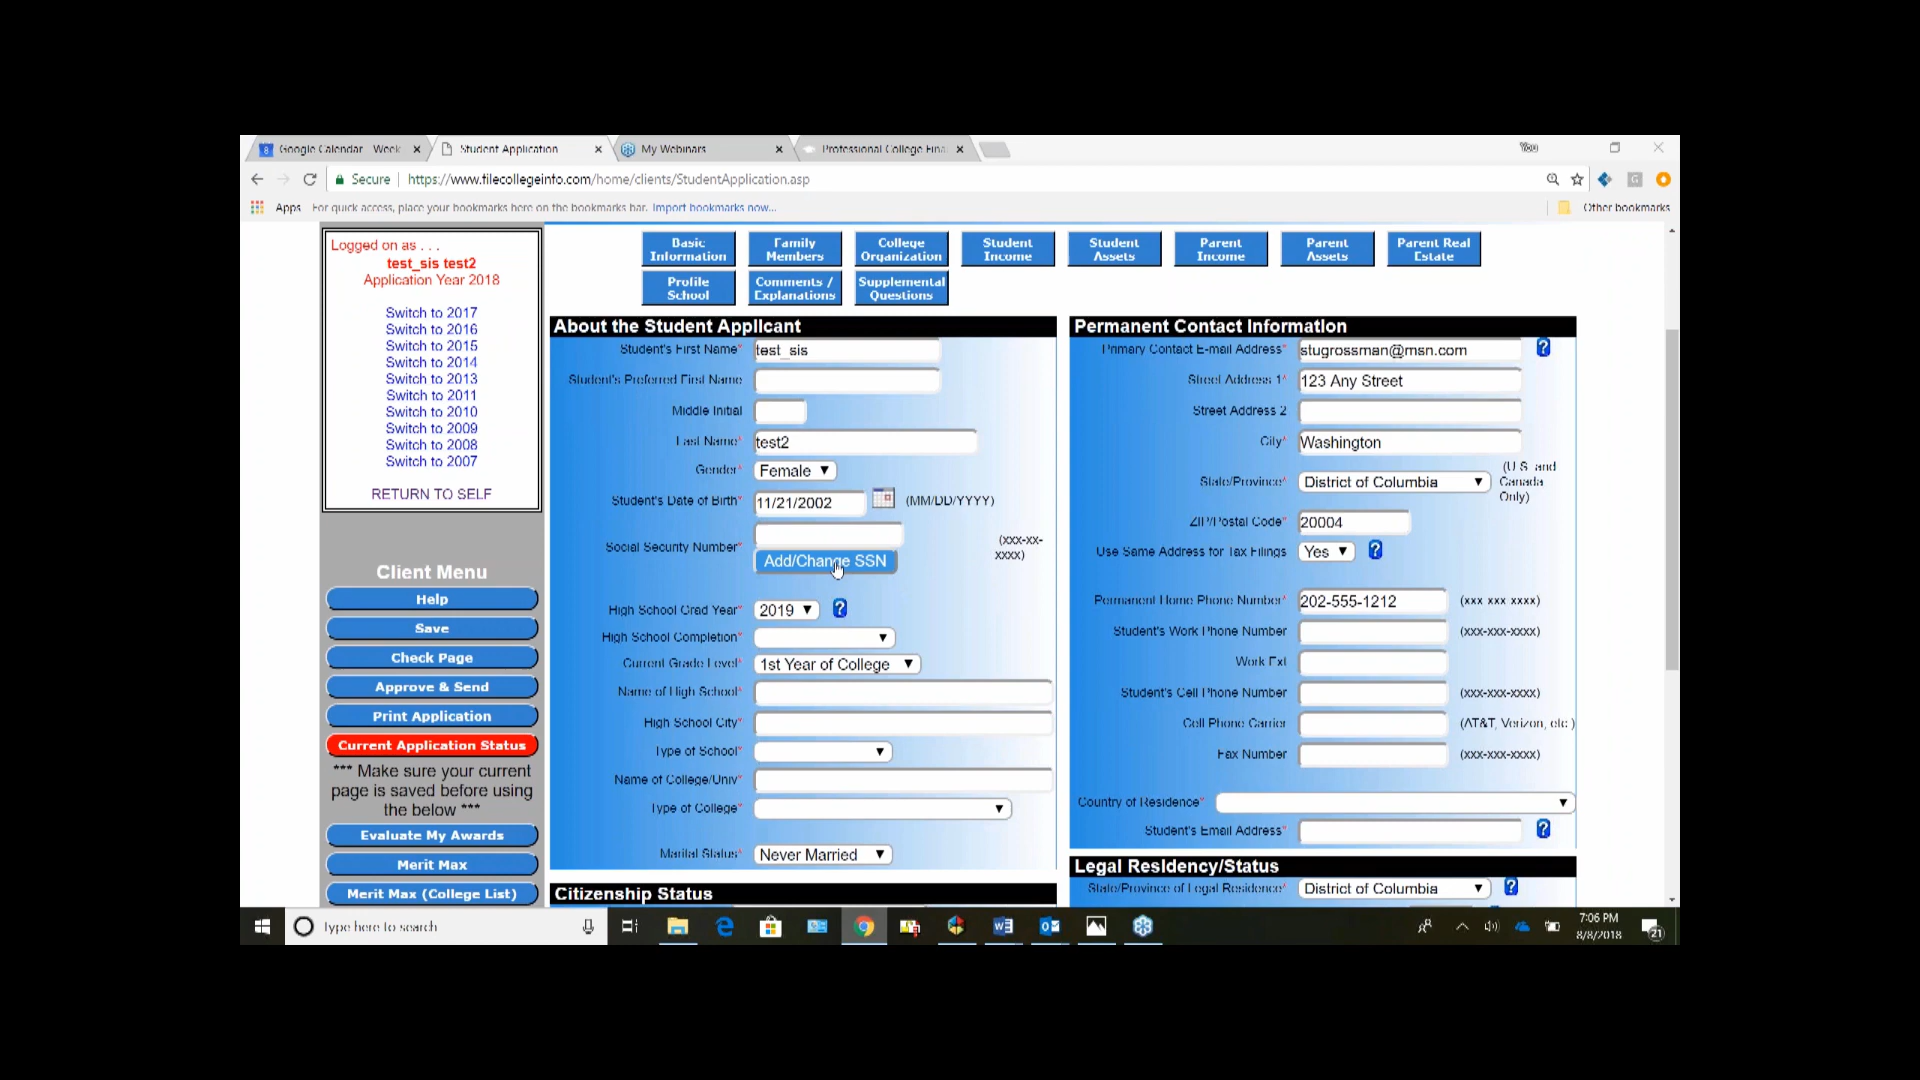 Google Calendar Week
Student Application
My Webinars
Professional College Fina
You
Secure
https://www.filecollegeinfo.com/home/clients/StudentApplication.asp
Apps
For quick access, place your bookmarks here on the bookmarks bar. Import bookmarks now...
Other bookmarks
Logged on as . . .
test_sis test2
Application Year 2018
Switch to 2017
Switch to 2016
Switch to 2015
Switch to 2014
Switch to 2013
Switch to 2011
Switch to 2010
Switch to 2009
Switch to 2008
Switch to 2007
RETURN TO SELF
Client Menu
Help
Save
Check Page
Approve & Send
Print Application
Current Application Status
*** Make sure your current
page is saved before using
the below ***
Evaluate My Awards
Merit Max
Merit Max (College List)
Basic
Information
Family
Members
College
Organization
Student
Income
Student
Assets
Parent
Income
Parent
Assets
Parent Real
Estate
Profile
School
Comments /
Explanations
Supplemental
Questions
About the Student Applicant
Student's First Name*
test_sis
Student's Preferred First Name
Middle Initial
Last Name*
test2
Gender*
Female
Student's Date of Birth*
11/21/2002
(MM/DD/YYYY)
Social Security Number*
(xxx-xx-
xxxx)
Add/Change SSN
High School Grad Year*
2019
?
High School Completion*
Current Grade Level*
1st Year of College
Name of High School*
High School City*
Type of School*
Name of College/Univ*
Type of College*
Marital Status*
Never Married
Citizenship Status
Permanent Contact Information
Primary Contact E-mail Address*
stugrossman@msn.com
?
Street Address 1*
123 Any Street
Street Address 2
City*
Washington
State/Province*
District of Columbia
(U S and
Canada
Only)
ZIP/Postal Code*
20004
Use Same Address for Tax Filings
Yes
?
Permanent Home Phone Number*
202-555-1212
(xxx xxx xxxx)
Student's Work Phone Number
(xxx-xxx-xxxx)
Work Ext
Student's Cell Phone Number
(xxx-xxx-xxxx)
Cell Phone Carrier
(AT&T, Verizon, etc )
Fax Number
(xxx-xxx-xxxx)
Country of Residence*
Student's Email Address*
?
Legal Residency/Status
State/Province of Legal Residence*
District of Columbia
?
Type here to search
7:06 PM
8/8/2018
21